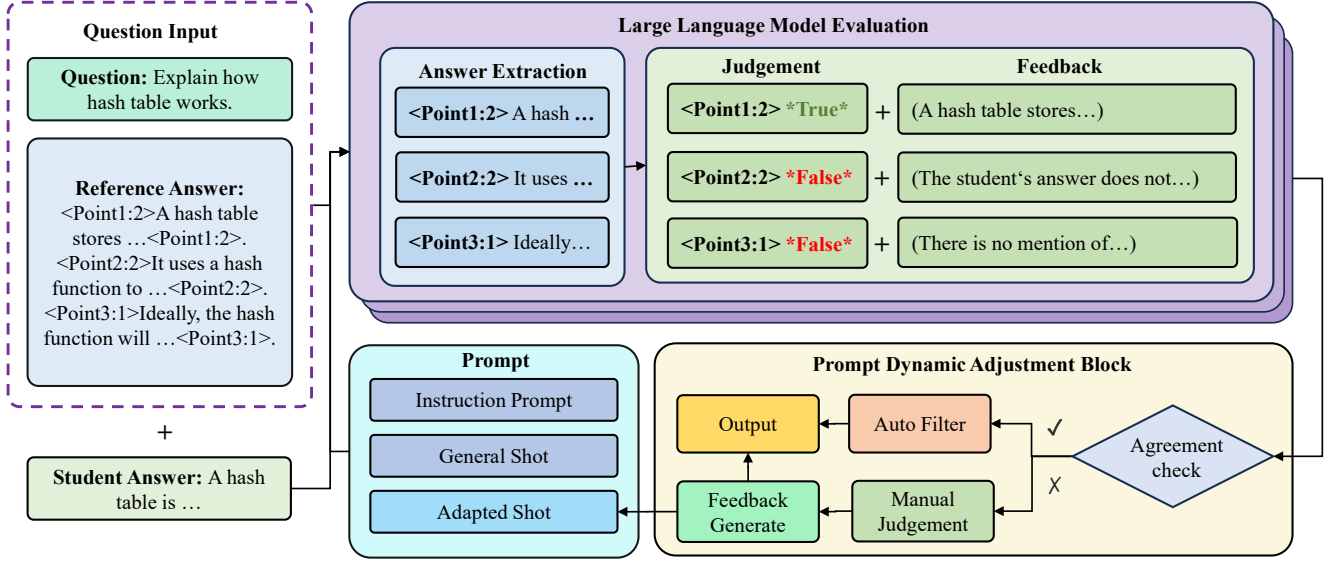 Question Input
Question: Explain how
hash table works.
Reference Answer:
<Point1:2>A hash table
stores …<Point1:2>.
<Point2:2>It uses a hash
function to …<Point2:2>.
<Point3:1>Ideally, the hash
function will …<Point3:1>.
+
Student Answer: A hash
table is …
Large Language Model Evaluation
Answer Extraction
<Point1:2> A hash …
<Point2:2> It uses …
<Point3:1> Ideally…
Judgement
Feedback
<Point1:2> *True* + (A hash table stores…)
<Point2:2> *False* + (The student‘s answer does not…)
<Point3:1> *False* + (There is no mention of…)
Prompt
Instruction Prompt
General Shot
Adapted Shot
Prompt Dynamic Adjustment Block
Output
Auto Filter
✓
Agreement
check
✗
Feedback
Generate
Manual
Judgement